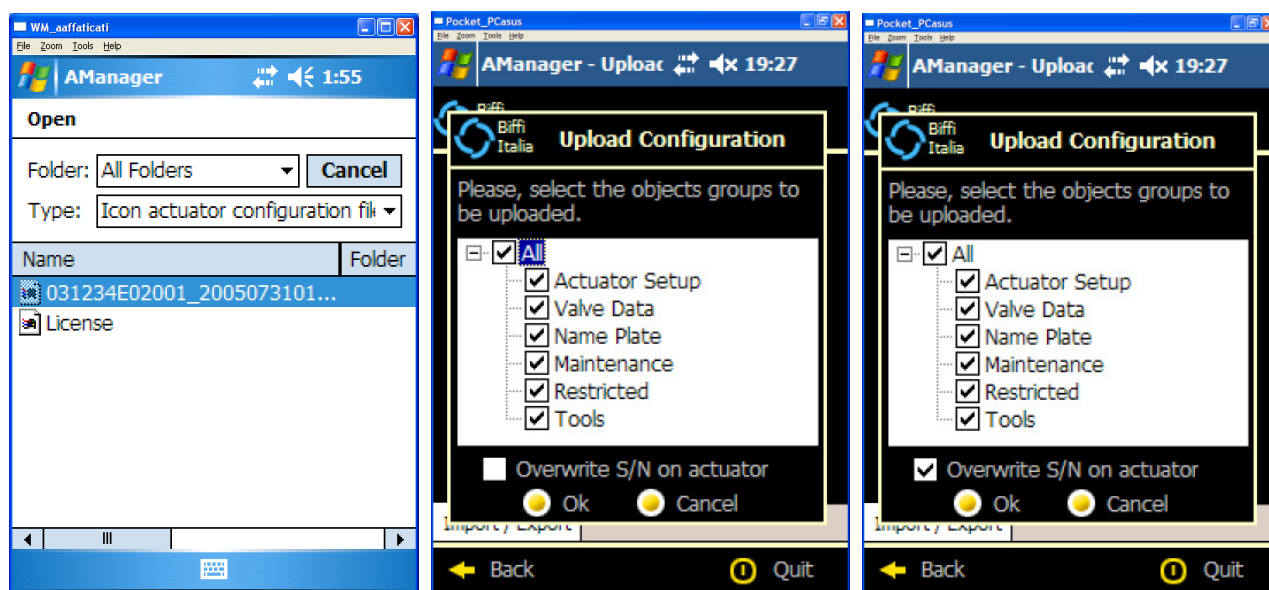 WM_aaffaticati
File Zoom Tools Help
AManager 1:55
Open
Folder: All Folders Cancel
Type: Icon actuator configuration fil
Name Folder
031234E02001_2005073101...
License
Pocket_PCasus
File Zoom Tools Help
AManager - Uploac 19:27
Biffi
Biffi
Italia
Upload Configuration
Please, select the objects groups to
be uploaded.
All
Actuator Setup
Valve Data
Name Plate
Maintenance
Restricted
Tools
Overwrite S/N on actuator
Ok Cancel
Import / Export
Back Quit
Pocket_PCasus
File Zoom Tools Help
AManager - Uploac 19:27
Biffi
Biffi
Italia
Upload Configuration
Please, select the objects groups to
be uploaded.
All
Actuator Setup
Valve Data
Name Plate
Maintenance
Restricted
Tools
Overwrite S/N on actuator
Ok Cancel
Import / Export
Back Quit